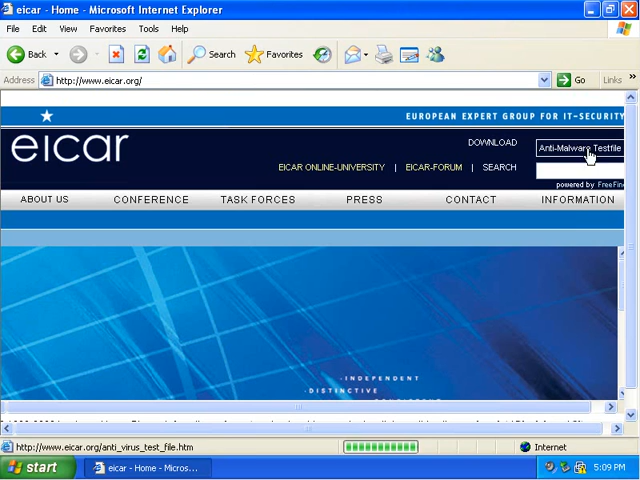 eicar - Home - Microsoft Internet Explorer
File Edit View Favorites Tools Help
Back Search Favorites
Address http://www.eicar.org/ Go Links »
EUROPEAN EXPERT GROUP FOR IT-SECURITY
eicar
DOWNLOAD Anti-Malware Testfile
EICAR ONLINE-UNIVERSITY | EICAR-FORUM | SEARCH
powered by FreeFin
ABOUT US CONFERENCE TASK FORCES PRESS CONTACT INFORMATION
·INDEPENDENT
·DISTINCTIVE
http://www.eicar.org/anti_virus_test_file.htm Internet
start eicar - Home - Micros... 5:09 PM